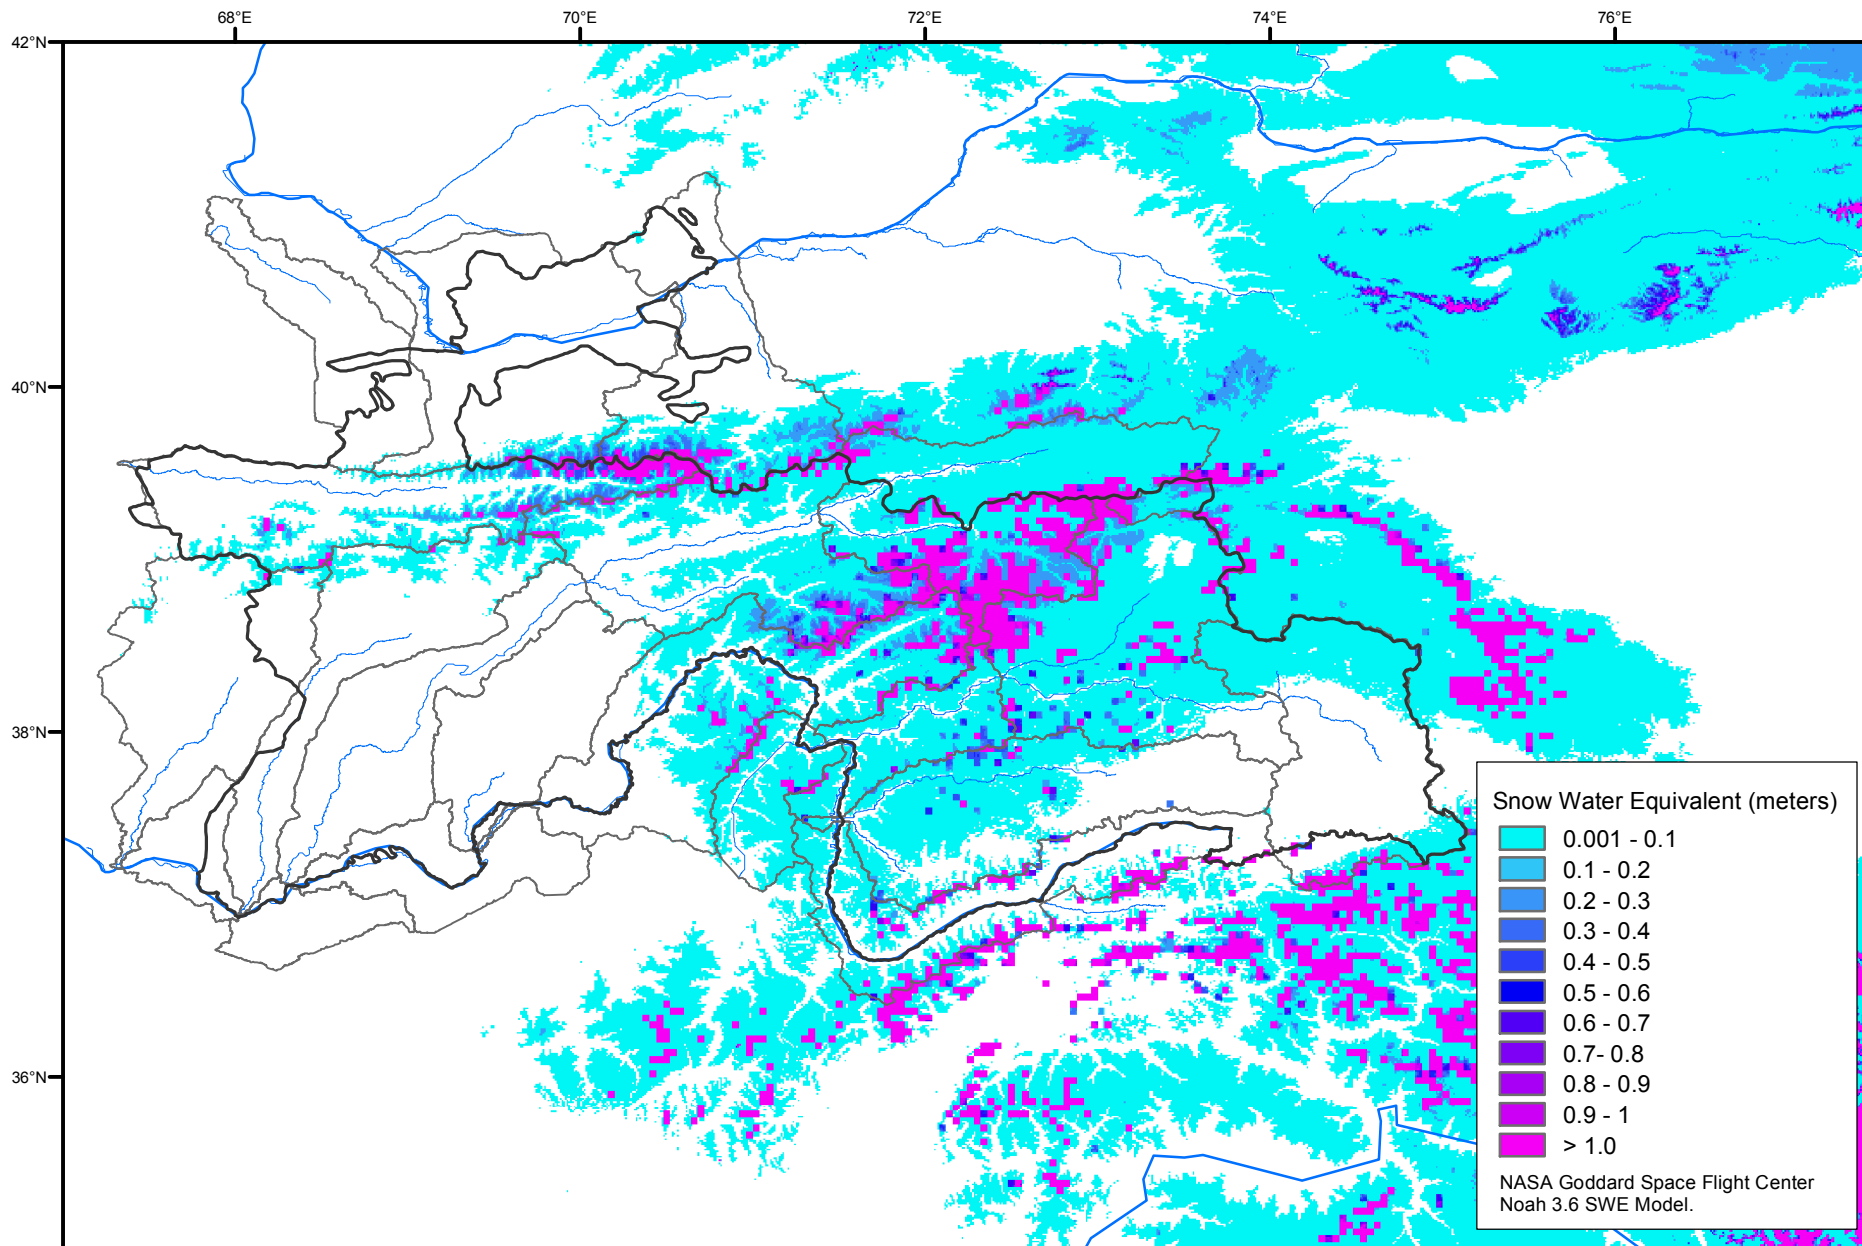 68°E
70°E
72°E
74°E
76°E
42°N
40°N
38°N
36°N
Snow Water Equivalent (meters)
0.001 - 0.1
0.1 - 0.2
0.2 - 0.3
0.3 - 0.4
0.4 - 0.5
0.5 - 0.6
0.6 - 0.7
0.7- 0.8
0.8 - 0.9
0.9 - 1
> 1.0
NASA Goddard Space Flight Center
Noah 3.6 SWE Model.